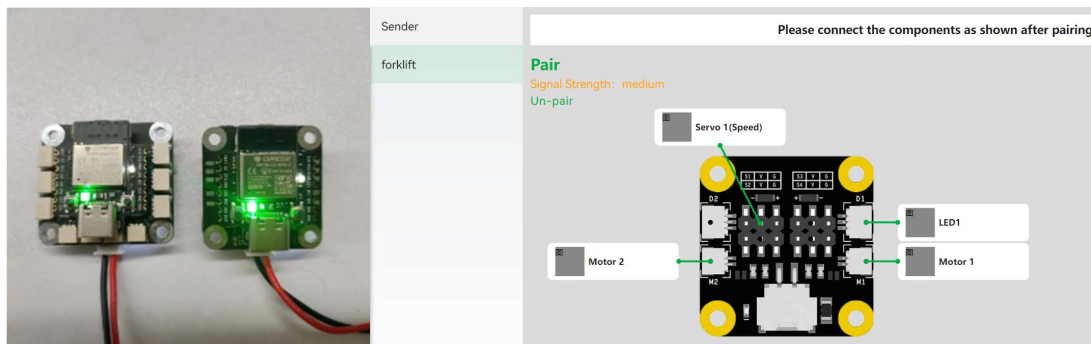 ESPRESSIF
ESPRESSIF
Sender
forklift
Please connect the components as shown after pairing
Pair
Signal Strength: medium
Un-pair
Servo 1(Speed)
S1 V G
S2 V G
S3 V G
S4 V G
- +
+ -
D2
D1
LED1
Motor 2
Motor 1
M2
M1